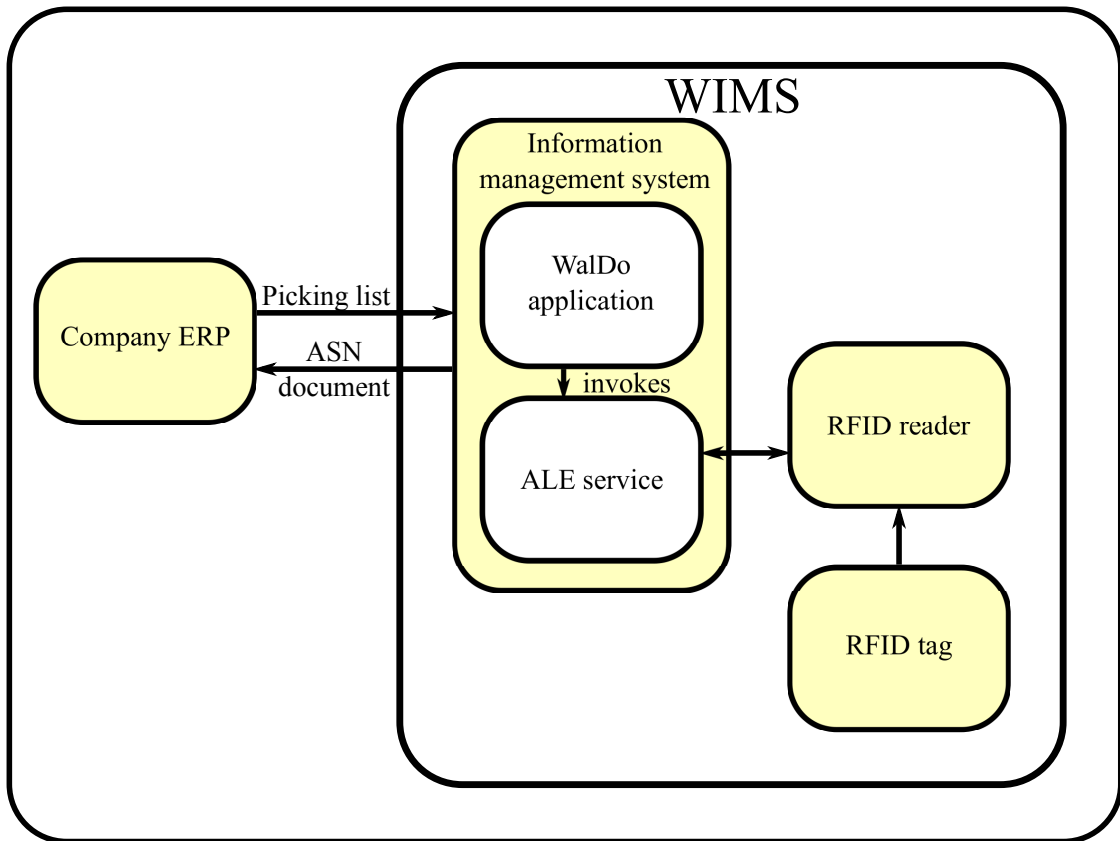 WIMS
Information
management system
WalDo
application
Picking list
Company ERP
ASN
document
invokes
RFID reader
ALE service
RFID tag